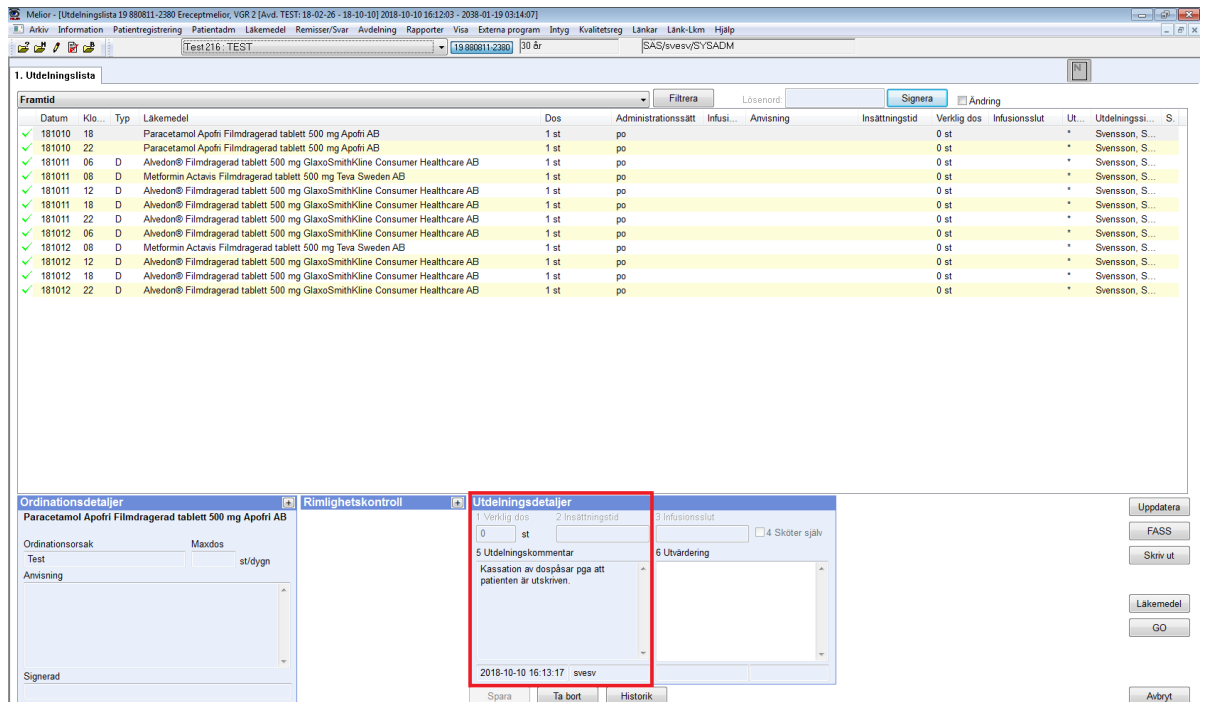 Melior - [Utdelningslista 19 880811-2380 Ereceptmelior, VGR 2 [Avd. TEST: 18-02-26 - 18-10-10] 2018-10-10 16:12:03 - 2038-01-19 03:14:07]
Arkiv Information Patientregistrering Patientadm Läkemedel Remisser/Svar Avdelning Rapporter Visa Externa program Intyg Kvalitetsreg Länkar Länk-Lkm Hjälp
Test216 : TEST 19 880811-2380 30 år SÄS/svesv/SYSADM
1. Utdelningslista N
Framtid Filtrera Lösenord: Signera Ändring
Datum Klo... Typ Läkemedel Dos Administrationssätt Infusi... Anvisning Insättningstid Verklig dos Infusionsslut Ut... Utdelningssi... S.
181010 18 Paracetamol Apofri Filmdragerad tablett 500 mg Apofri AB 1 st po 0 st * Svensson, S...
181010 22 Paracetamol Apofri Filmdragerad tablett 500 mg Apofri AB 1 st po 0 st * Svensson, S...
181011 06 D Alvedon® Filmdragerad tablett 500 mg GlaxoSmithKline Consumer Healthcare AB 1 st po 0 st * Svensson, S...
181011 08 D Metformin Actavis Filmdragerad tablett 500 mg Teva Sweden AB 1 st po 0 st * Svensson, S...
181011 12 D Alvedon® Filmdragerad tablett 500 mg GlaxoSmithKline Consumer Healthcare AB 1 st po 0 st * Svensson, S...
181011 18 D Alvedon® Filmdragerad tablett 500 mg GlaxoSmithKline Consumer Healthcare AB 1 st po 0 st * Svensson, S...
181011 22 D Alvedon® Filmdragerad tablett 500 mg GlaxoSmithKline Consumer Healthcare AB 1 st po 0 st * Svensson, S...
181012 06 D Alvedon® Filmdragerad tablett 500 mg GlaxoSmithKline Consumer Healthcare AB 1 st po 0 st * Svensson, S...
181012 08 D Metformin Actavis Filmdragerad tablett 500 mg Teva Sweden AB 1 st po 0 st * Svensson, S...
181012 12 D Alvedon® Filmdragerad tablett 500 mg GlaxoSmithKline Consumer Healthcare AB 1 st po 0 st * Svensson, S...
181012 18 D Alvedon® Filmdragerad tablett 500 mg GlaxoSmithKline Consumer Healthcare AB 1 st po 0 st * Svensson, S...
181012 22 D Alvedon® Filmdragerad tablett 500 mg GlaxoSmithKline Consumer Healthcare AB 1 st po 0 st * Svensson, S...
Ordinationsdetaljer
Paracetamol Apofri Filmdragerad tablett 500 mg Apofri AB
Ordinationsorsak Maxdos
Test st/dygn
Anvisning
Signerad
Rimlighetskontroll
Utdelningsdetaljer
1 Verklig dos 2 Insättningstid 3 Infusionsslut
0 st 4 Sköter själv
5 Utdelningskommentar 6 Utvärdering
Kassation av dospåsar pga att
patienten är utskriven.
2018-10-10 16:13:17 svesv
Spara Ta bort Historik
Uppdatera
FASS
Skriv ut
Läkemedel
GO
Avbryt